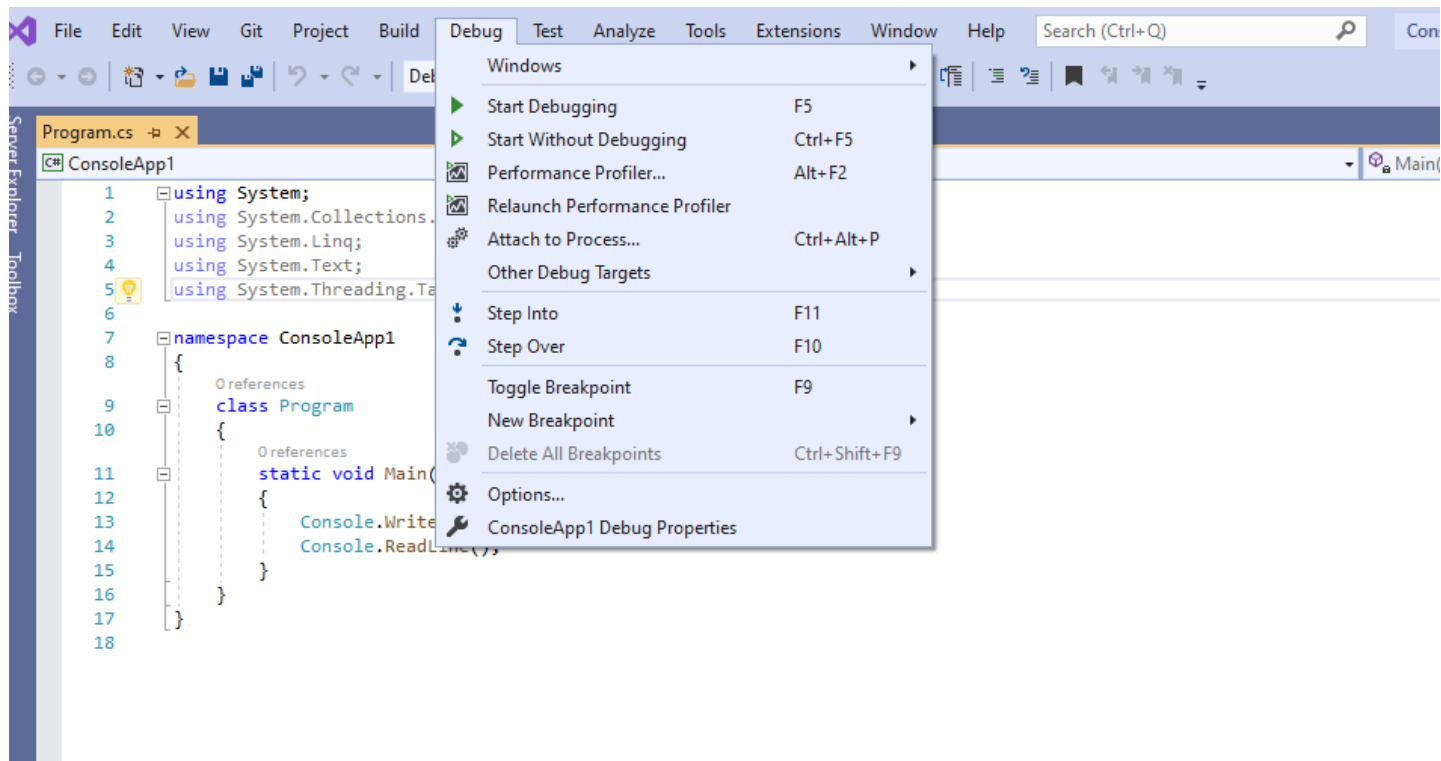 File Edit View Git Project Build Debug Test Analyze Tools Extensions Window Help Search (Ctrl+Q)
Windows
Start Debugging F5
Start Without Debugging Ctrl+F5
Performance Profiler... Alt+F2
Relaunch Performance Profiler
Attach to Process... Ctrl+Alt+P
Other Debug Targets
Step Into F11
Step Over F10
Toggle Breakpoint F9
New Breakpoint
Delete All Breakpoints Ctrl+Shift+F9
Options...
ConsoleApp1 Debug Properties
Server Explorer
Toolbox
Program.cs
C# ConsoleApp1 Main(
1 using System;
2 using System.Collections.
3 using System.Linq;
4 using System.Text;
5 using System.Threading.Ta
6
7 namespace ConsoleApp1
8 {
0 references
9 class Program
10 {
0 references
11 static void Main(
12 {
13 Console.Write
14 Console.ReadLine();
15 }
16 }
17 }
18